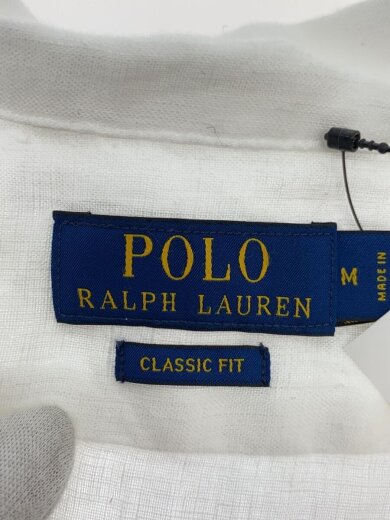 POLO
RALPH LAUREN
M
MADE IN
CLASSIC FIT